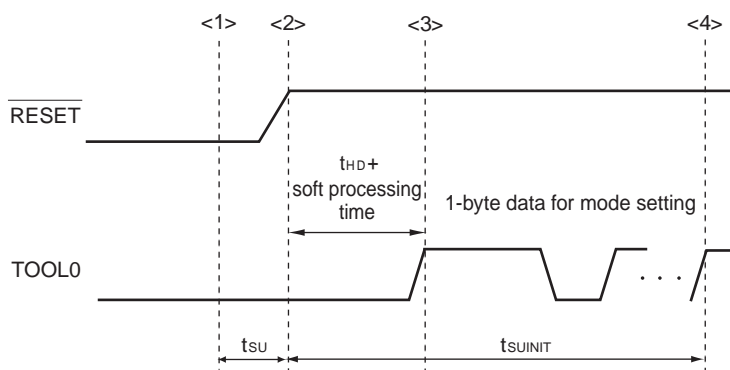 <1> <2> <3> <4>
RESET
tHD+
soft processing
time
1-byte data for mode setting
TOOL0
. . .
tSU
tSUINIT